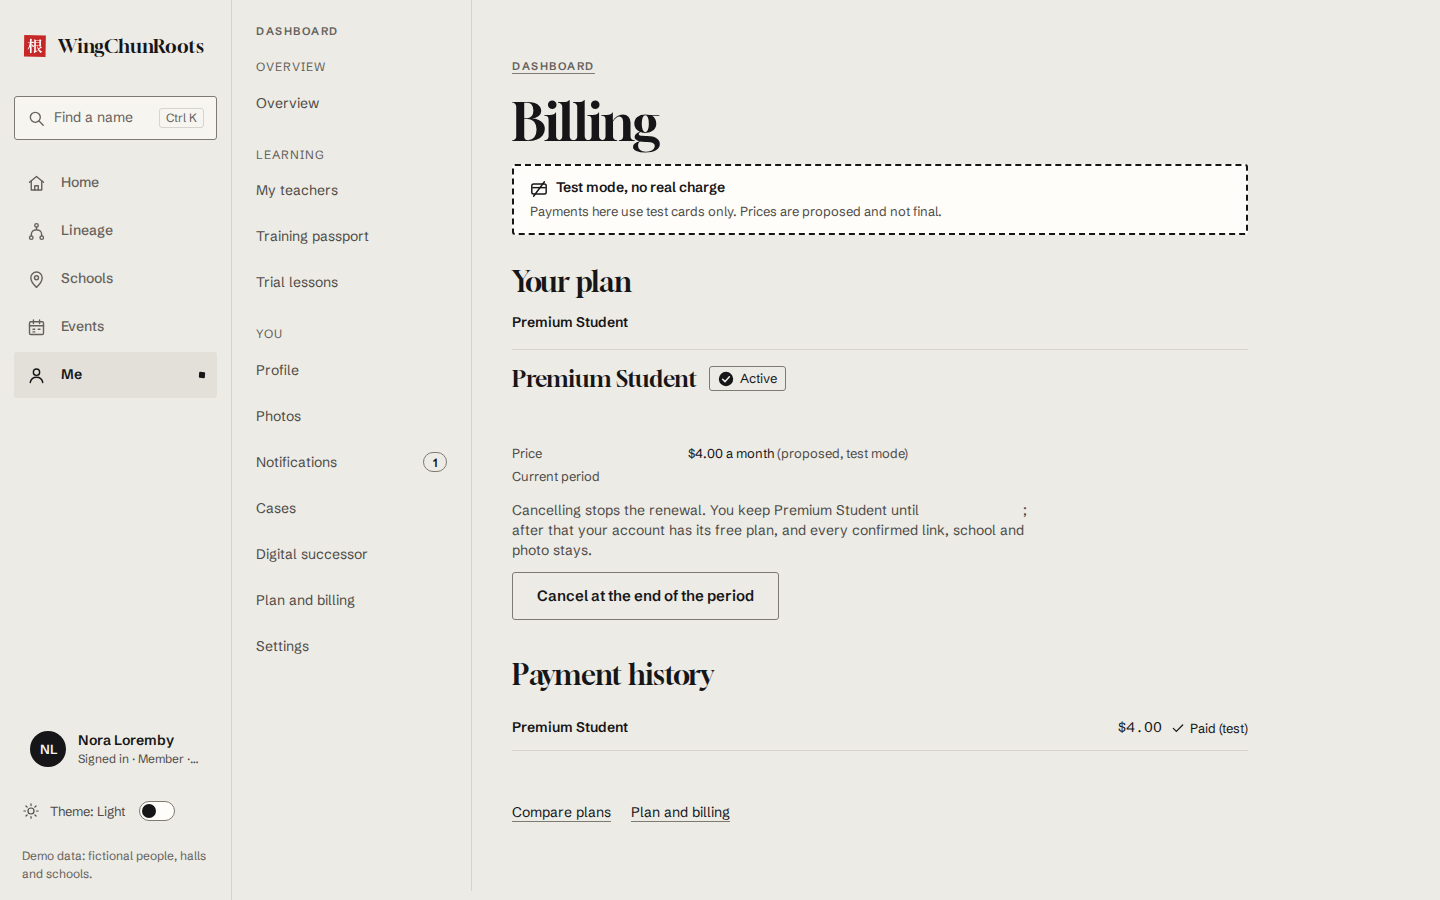 根 WingChunRoots
Find a name Ctrl K
Home
Lineage
Schools
Events
Me
Nora Loremby
NL
Signed in · Member ·…
Theme: Light
Demo data: fictional people, halls
and schools.
DASHBOARD
OVERVIEW
Overview
LEARNING
My teachers
Training passport
Trial lessons
YOU
Profile
Photos
Notifications 1
Cases
Digital successor
Plan and billing
Settings
DASHBOARD
Billing
Test mode, no real charge
Payments here use test cards only. Prices are proposed and not final.
Your plan
Premium Student
Premium Student Active
Price $4.00 a month (proposed, test mode)
Current period
Cancelling stops the renewal. You keep Premium Student until ;
after that your account has its free plan, and every confirmed link, school and
photo stays.
Cancel at the end of the period
Payment history
Premium Student $4.00 Paid (test)
Compare plans Plan and billing